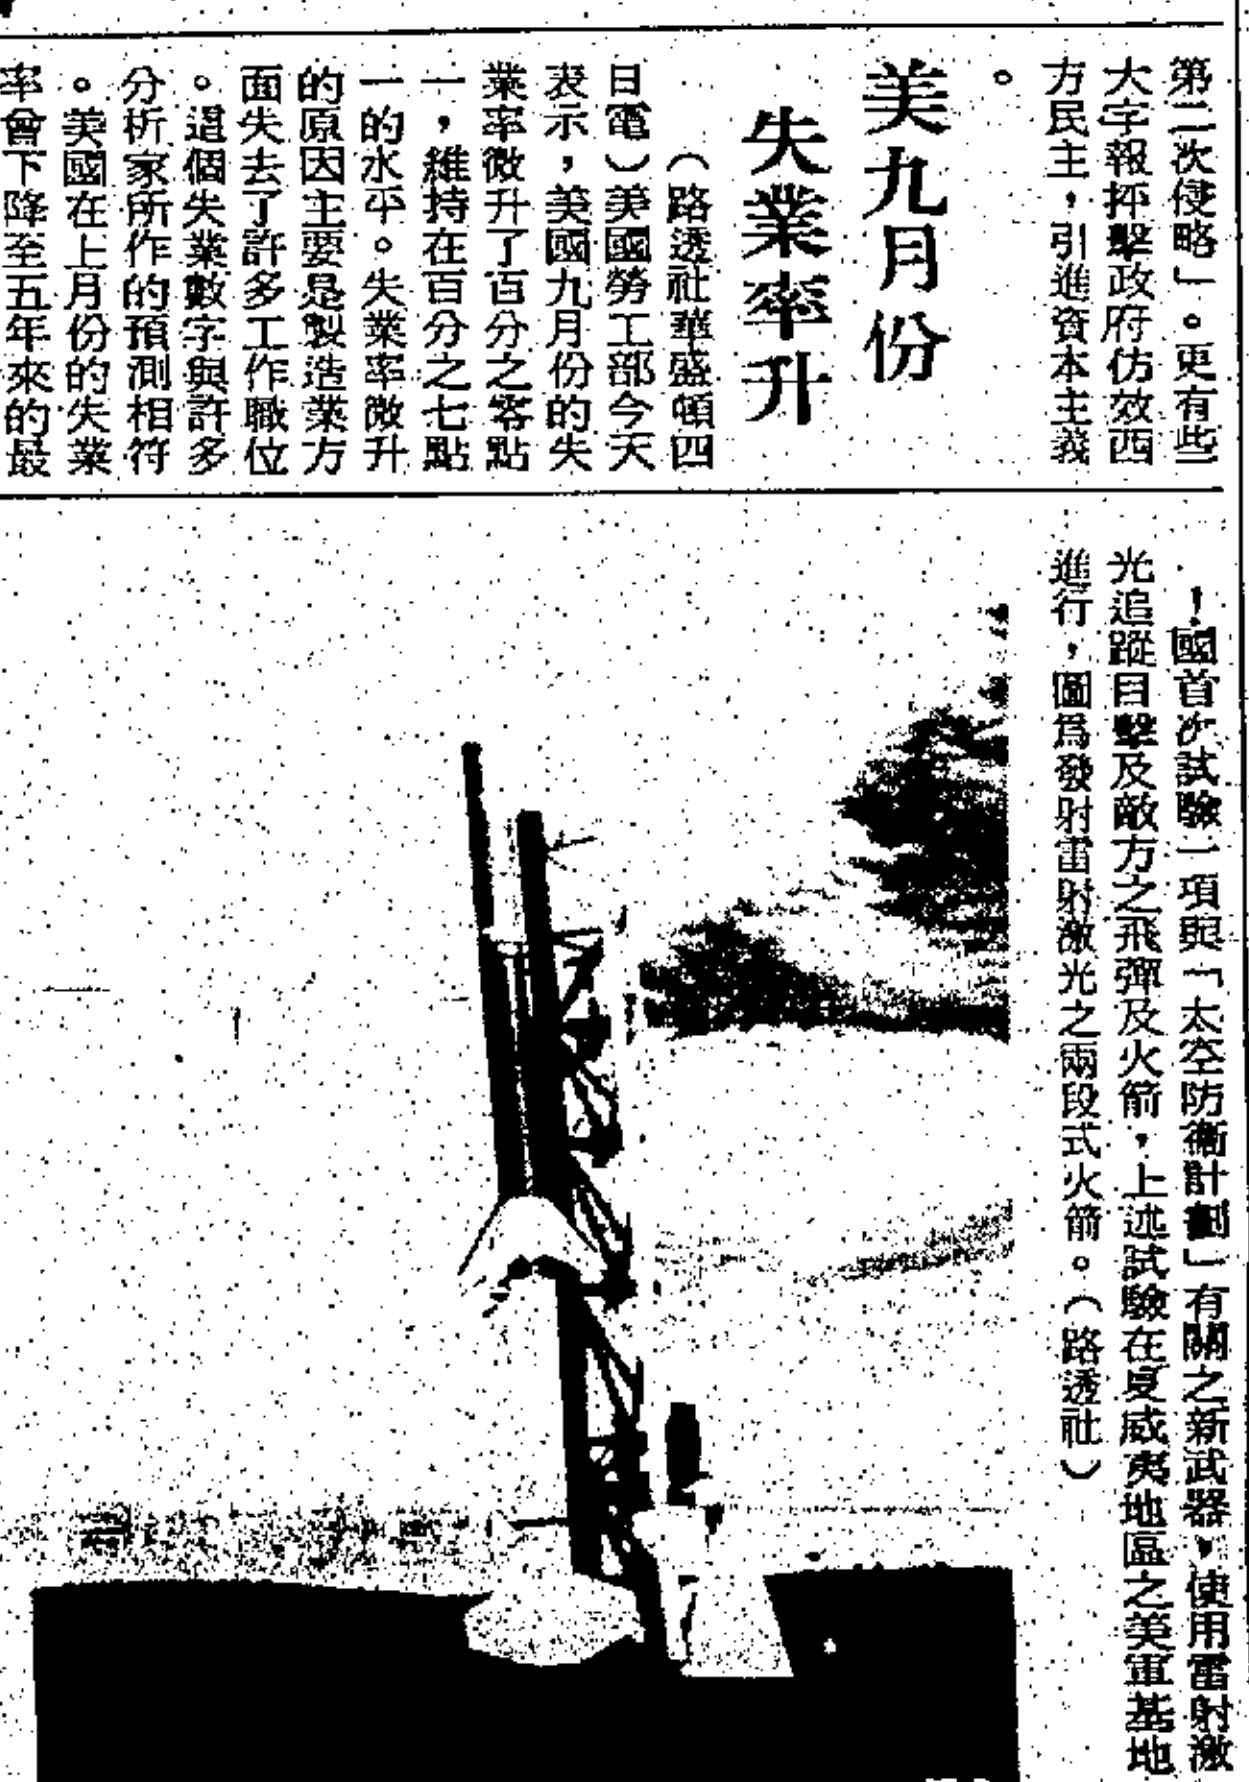 第二次侵略」。更有些
大字報抨擊政府仿效西
方民主，引進資本主義
。
美九月份
失業率升
（路透社華盛頓四
日電）美國勞工部今天
表示，美國九月份的失
業率微升了百分之零點
一，維持在百分之七點
一的水平。失業率微升
的原因主要是製造業方
面失去了許多工作職位
。這個失業數字與許多
分析家所作的預測相符
。美國在上月份的失業
率曾下降至五年來的最
國首次試驗一項與「太空防衞計劃」有關之新武器，使用雷射激
光追蹤目擊及敵方之飛彈及火箭，上述試驗在夏威夷地區之美軍基地
進行，圖爲發射雷射激光之兩段式火箭。（路透社）